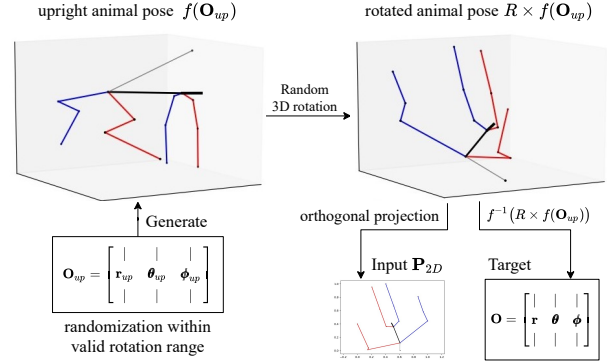 upright animal pose f(O_up)
rotated animal pose R × f(O_up)
Random
3D rotation
Generate
O_up = [ r_up θ_up ϕ_up ]
randomization within
valid rotation range
orthogonal projection
f⁻¹(R × f(O_up))
Input P_2D
Target
O = [ r θ ϕ ]